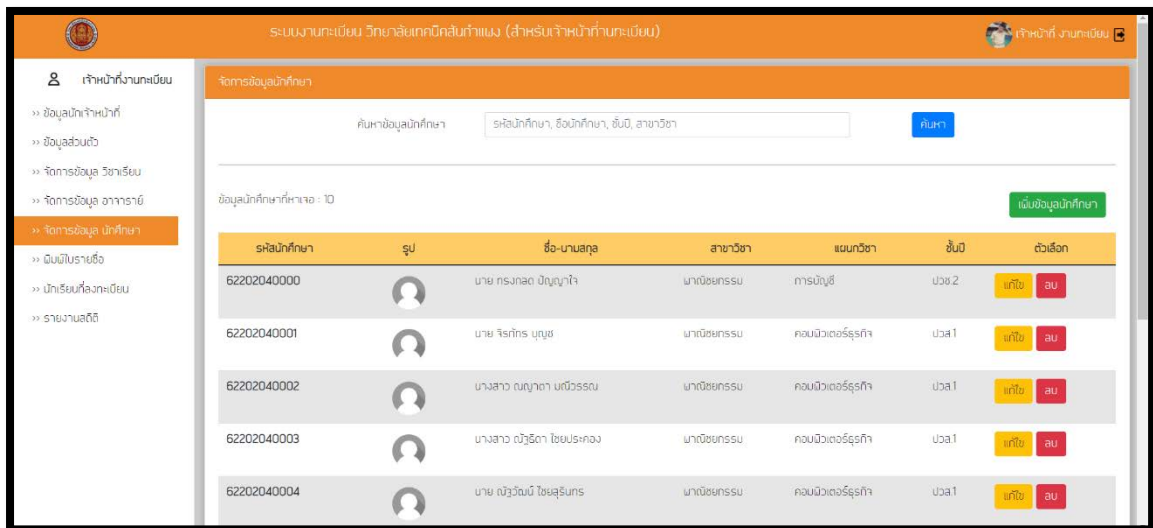 ระบบงานทะเบียน วิทยาลัยเทคนิคสันกำแพง (สำหรับเจ้าหน้าที่งานทะเบียน)
เจ้าหน้าที่ งานทะเบียน
เจ้าหน้าที่งานทะเบียน
›› ข้อมูลนักเจ้าหน้าที่
›› ข้อมูลส่วนตัว
›› จัดการข้อมูล วิชาเรียน
›› จัดการข้อมูล อาจารย์
›› จัดการข้อมูล นักศึกษา
›› พิมพ์ใบรายชื่อ
›› นักเรียนที่ลงทะเบียน
›› รายงานสถิติ
จัดการข้อมูลนักศึกษา
ค้นหาข้อมูลนักศึกษา รหัสนักศึกษา, ชื่อนักศึกษา, ชั้นปี, สาขาวิชา ค้นหา
ข้อมูลนักศึกษาที่หาเจอ : 10 เพิ่มข้อมูลนักศึกษา
รหัสนักศึกษา รูป ชื่อ-นามสกุล สาขาวิชา แผนกวิชา ชั้นปี ตัวเลือก
62202040000 นาย ทรงกลด ปัญญาใจ พาณิชยกรรม การบัญชี ปวช.2 แก้ไข ลบ
62202040001 นาย จิรภัทร บุญช พาณิชยกรรม คอมพิวเตอร์ธุรกิจ ปวส.1 แก้ไข ลบ
62202040002 นางสาว ณญาดา มณีวรรณ พาณิชยกรรม คอมพิวเตอร์ธุรกิจ ปวส.1 แก้ไข ลบ
62202040003 นางสาว ณัฐธิดา ไชยประคอง พาณิชยกรรม คอมพิวเตอร์ธุรกิจ ปวส.1 แก้ไข ลบ
62202040004 นาย ณัฐวัฒน์ ไชยสุรินทร พาณิชยกรรม คอมพิวเตอร์ธุรกิจ ปวส.1 แก้ไข ลบ